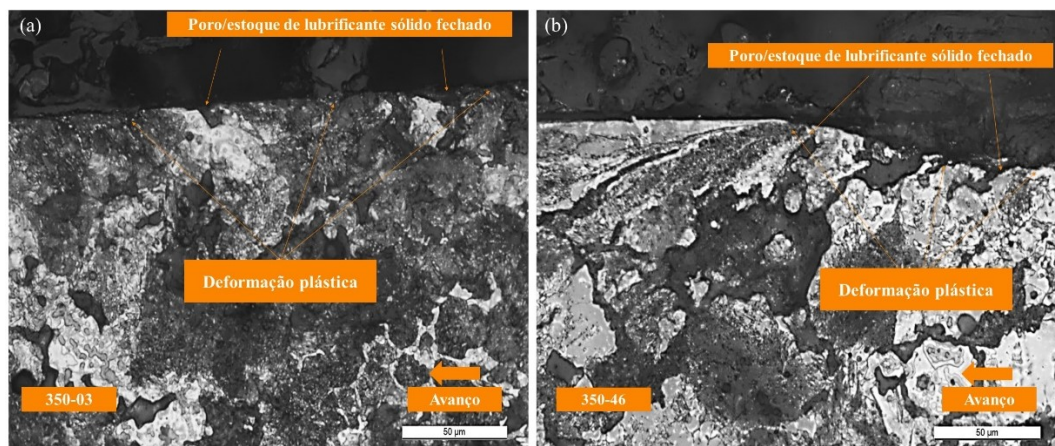 (a)
Poro/estoque de lubrificante sólido fechado
Deformação plástica
350-03
Avanço
50 µm
(b)
Poro/estoque de lubrificante sólido fechado
Deformação plástica
350-46
Avanço
50 µm